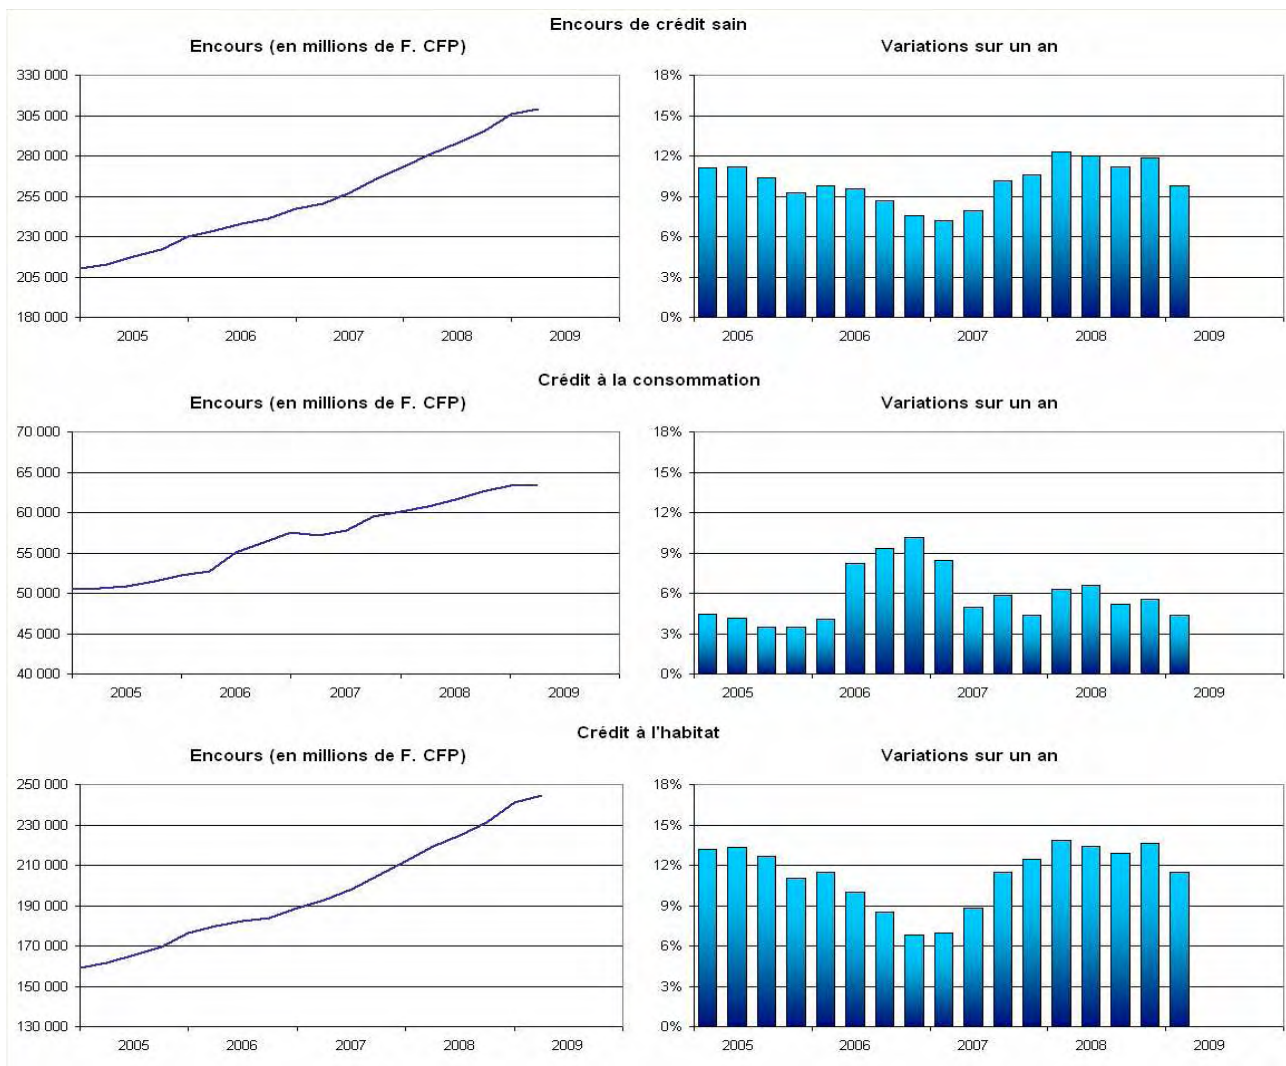 Encours de crédit sain
Encours (en millions de F. CFP)
330 000
305 000
280 000
255 000
230 000
205 000
180 000
2005 2006 2007 2008 2009
Variations sur un an
18%
15%
12%
9%
6%
3%
0%
2005 2006 2007 2008 2009
Crédit à la consommation
Encours (en millions de F. CFP)
70 000
65 000
60 000
55 000
50 000
45 000
40 000
2005 2006 2007 2008 2009
Variations sur un an
18%
15%
12%
9%
6%
3%
0%
2005 2006 2007 2008 2009
Crédit à l'habitat
Encours (en millions de F. CFP)
250 000
230 000
210 000
190 000
170 000
150 000
130 000
2005 2006 2007 2008 2009
Variations sur un an
18%
15%
12%
9%
6%
3%
0%
2005 2006 2007 2008 2009